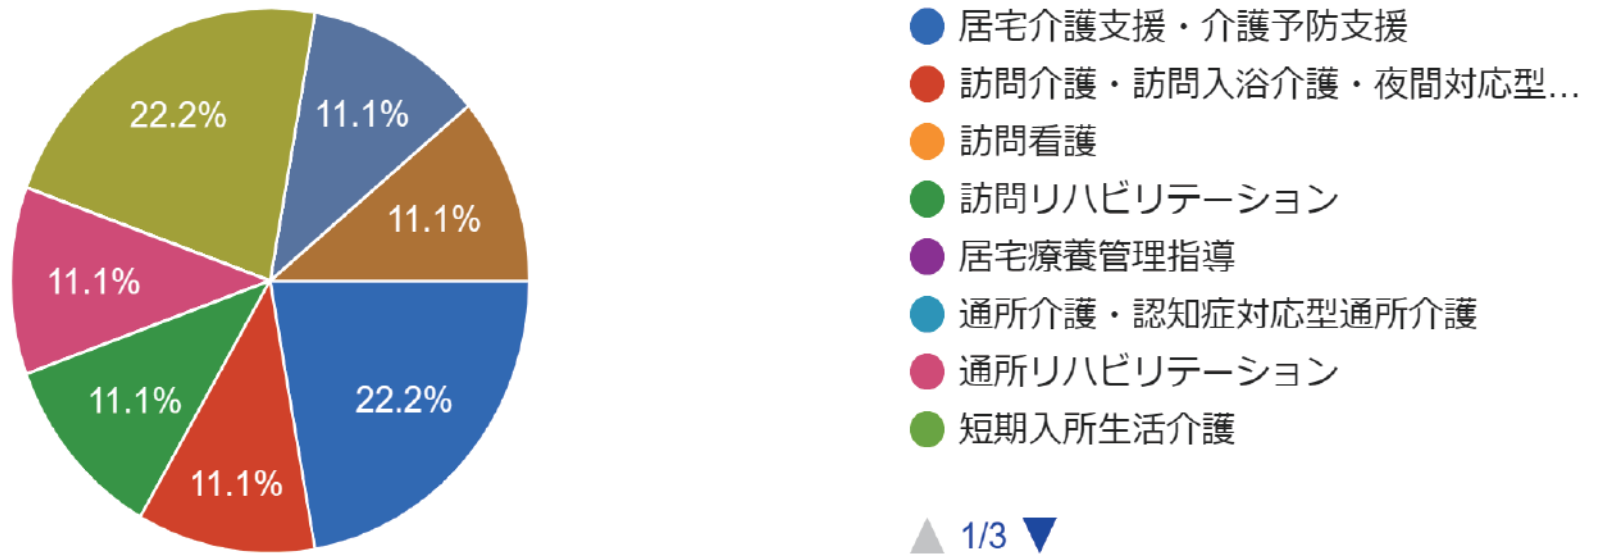 22.2%
11.1%
11.1%
11.1%
11.1%
22.2%
11.1%
居宅介護支援・介護予防支援
訪問介護・訪問入浴介護・夜間対応型...
訪問看護
訪問リハビリテーション
居宅療養管理指導
通所介護・認知症対応型通所介護
通所リハビリテーション
短期入所生活介護
1/3